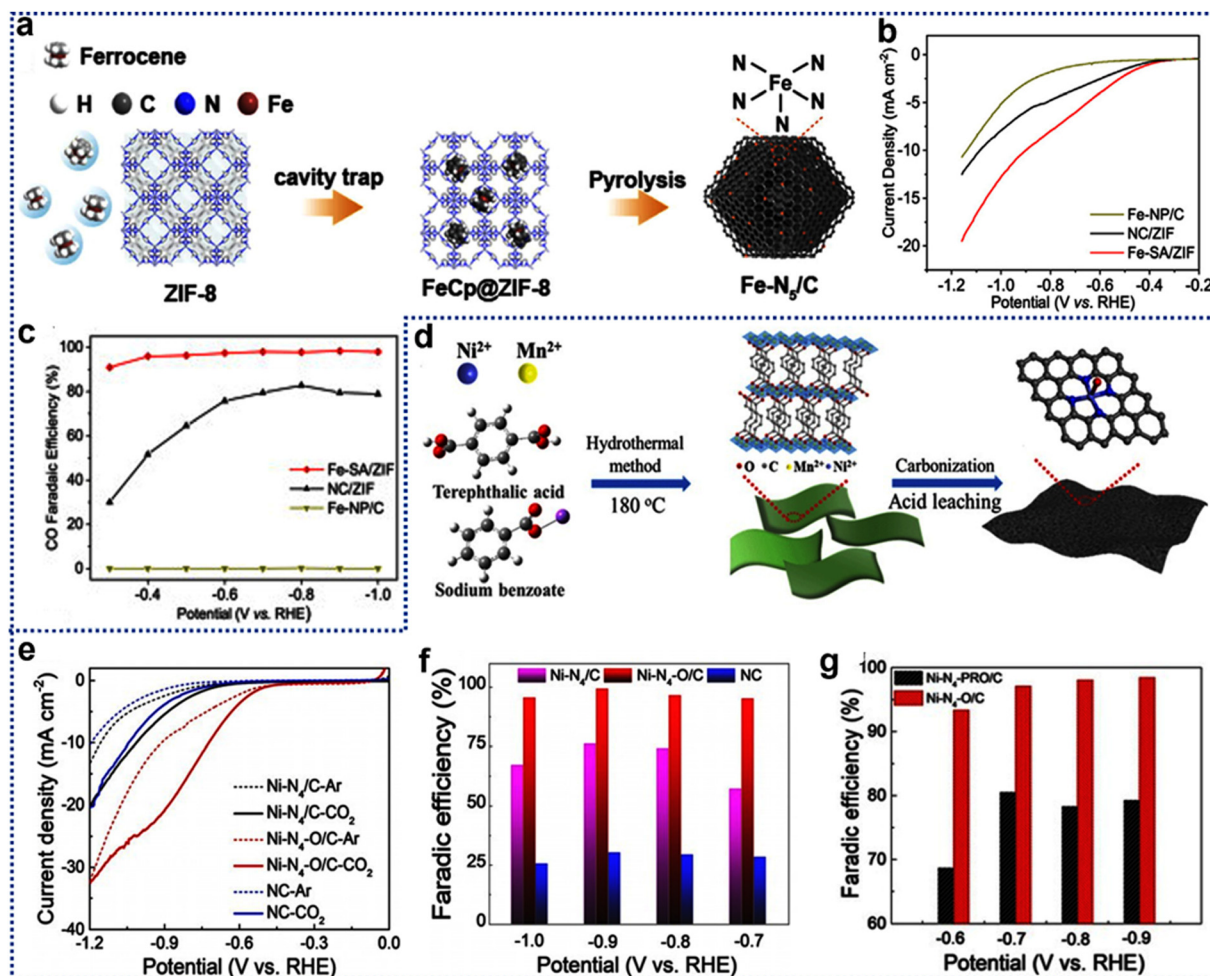 a
Ferrocene
H C N Fe
cavity trap
Pyrolysis
ZIF-8
FeCp@ZIF-8
N N
Fe
N N
N
Fe-N₅/C
b
Current Density (mA cm⁻²)
0
-5
-10
-15
-20
Fe-NP/C
NC/ZIF
Fe-SA/ZIF
-1.2 -1.0 -0.8 -0.6 -0.4 -0.2
Potential (V vs. RHE)
c
CO Faradaic Efficiency (%)
100
80
60
40
20
0
Fe-SA/ZIF
NC/ZIF
Fe-NP/C
-0.4 -0.6 -0.8 -1.0
Potential (V vs. RHE)
d
Ni²⁺ Mn²⁺
Terephthalic acid
Sodium benzoate
Hydrothermal
method
180 °C
O C Mn²⁺ Ni²⁺
Carbonization
Acid leaching
e
Current density (mA cm⁻²)
0
-10
-20
-30
-40
Ni-N₄/C-Ar
Ni-N₄/C-CO₂
Ni-N₄-O/C-Ar
Ni-N₄-O/C-CO₂
NC-Ar
NC-CO₂
-1.2 -0.9 -0.6 -0.3 0.0
Potential (V vs. RHE)
f
Faradic efficiency (%)
100
75
50
25
0
Ni-N₄/C Ni-N₄-O/C NC
-1.0 -0.9 -0.8 -0.7
Potential (V vs. RHE)
g
Faradic efficiency (%)
100
90
80
70
60
Ni-N₄-PRO/C
Ni-N₄-O/C
-0.6 -0.7 -0.8 -0.9
Potential (V vs. RHE)